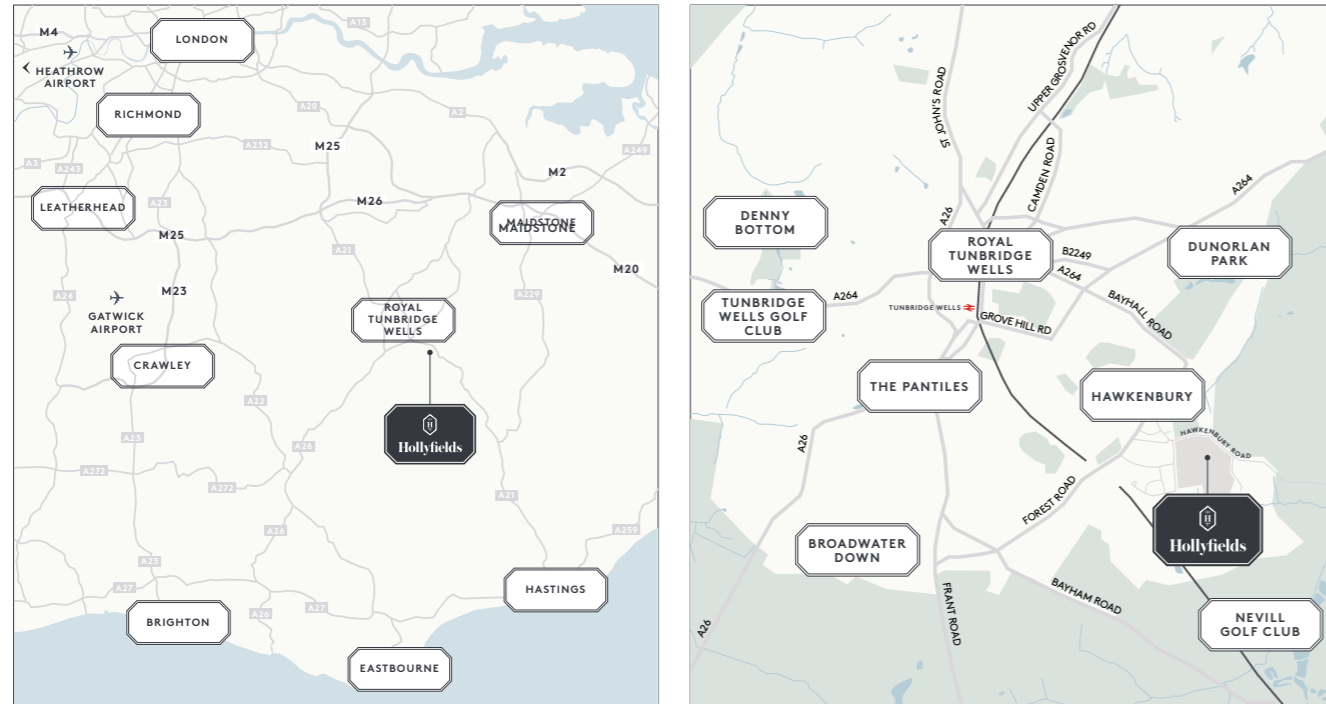 M4
LONDON
A13
HEATHROW
AIRPORT
RICHMOND
A20
A2
A3
A243
A232
M25
A249
M2
LEATHERHEAD
A23
M26
MAIDSTONE
MAIDSTONE
M25
A21
M20
M23
A24
GATWICK
AIRPORT
ROYAL
TUNBRIDGE
WELLS
A229
CRAWLEY
A22
H
Hollyfields
A23
A26
A272
A272
A21
A26
A259
A23
A27
A26
A27
HASTINGS
BRIGHTON
EASTBOURNE
UPPER GROSVENOR RD
ST JOHN'S ROAD
CAMDEN ROAD
A264
DENNY
BOTTOM
A26
ROYAL
TUNBRIDGE
WELLS
B2249
A264
DUNORLAN
PARK
TUNBRIDGE
WELLS GOLF
CLUB
A264
TUNBRIDGE WELLS
GROVE HILL RD
BAYHALL ROAD
THE PANTILES
HAWKENBURY
A26
HAWKENBURY ROAD
FOREST ROAD
H
Hollyfields
BROADWATER
DOWN
FRANT ROAD
BAYHAM ROAD
A26
NEVILL
GOLF CLUB